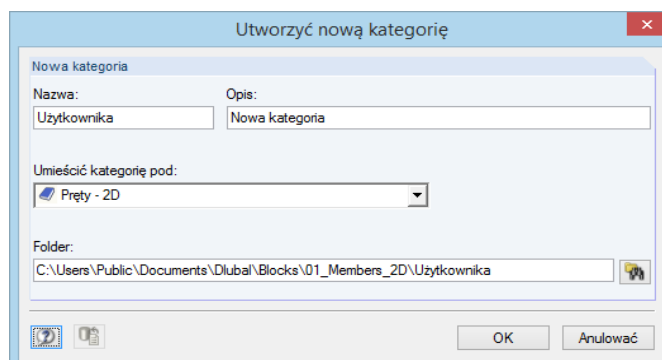 Utworzyć nową kategorię
Nowa kategoria
Nazwa: Opis:
Użytkownika Nowa kategoria
Umieścić kategorię pod:
Pręty - 2D
Folder:
C:\Users\Public\Documents\Dlubal\Blocks\01_Members_2D\Użytkownika
OK Anulować